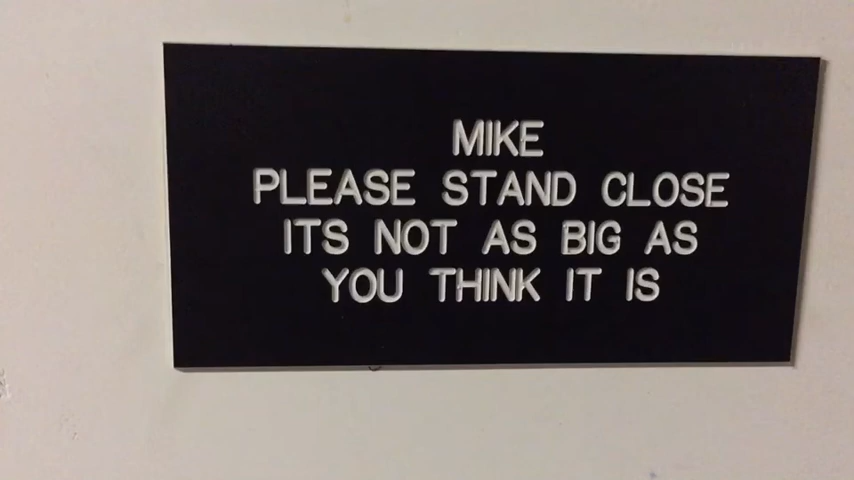 MIKE
PLEASE STAND CLOSE
ITS NOT AS BIG AS
YOU THINK IT IS